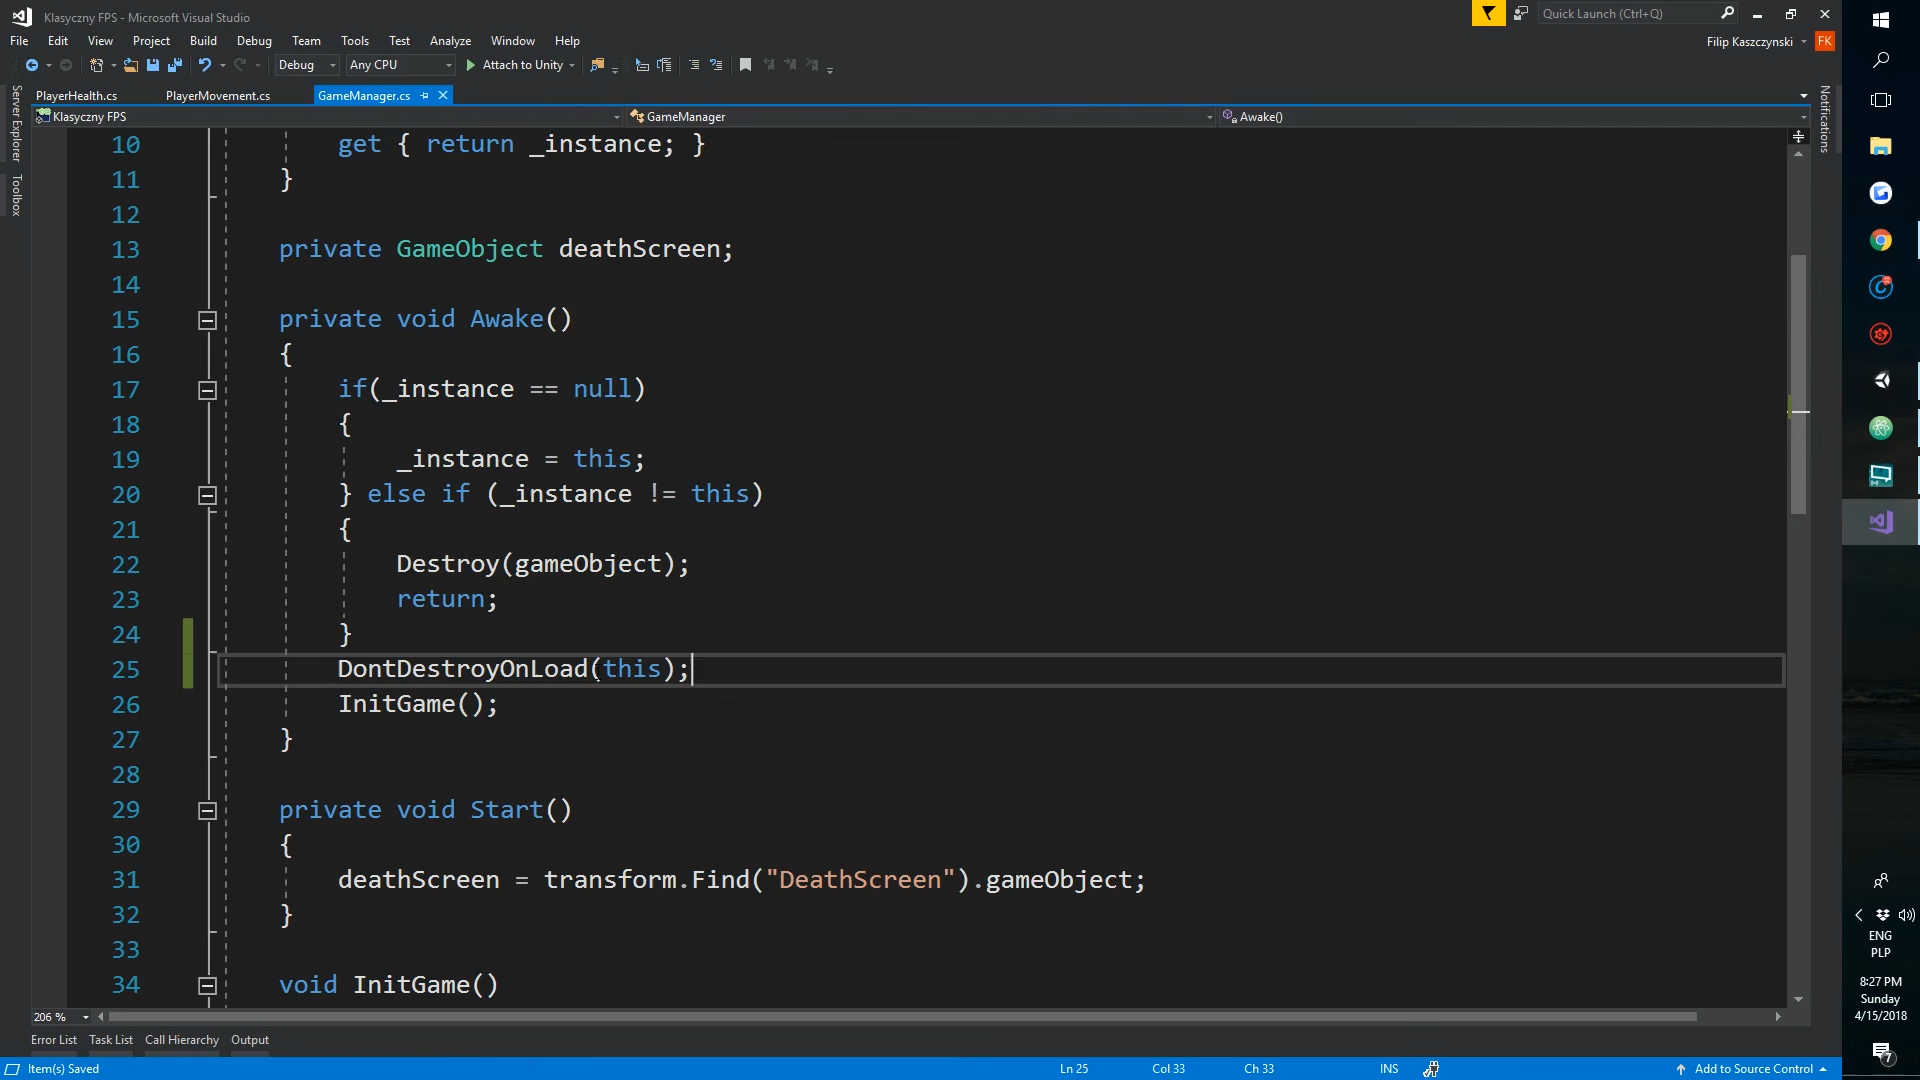 Klasyczny FPS - Microsoft Visual Studio
Quick Launch (Ctrl+Q)
File Edit View Project Build Debug Team Tools Test Analyze Window Help
Filip Kaszczynski FK
Debug Any CPU Attach to Unity
PlayerHealth.cs PlayerMovement.cs GameManager.cs
Klasyczny FPS GameManager Awake()
Server Explorer
Toolbox
Notifications
10 get { return _instance; }
11 }
12
13 private GameObject deathScreen;
14
15 private void Awake()
16 {
17 if(_instance == null)
18 {
19 _instance = this;
20 } else if (_instance != this)
21 {
22 Destroy(gameObject);
23 return;
24 }
25 DontDestroyOnLoad(this);
26 InitGame();
27 }
28
29 private void Start()
30 {
31 deathScreen = transform.Find("DeathScreen").gameObject;
32 }
33
34 void InitGame()
206 %
Error List Task List Call Hierarchy Output
Item(s) Saved Ln 25 Col 33 Ch 33 INS Add to Source Control
ENG
PLP
8:27 PM
Sunday
4/15/2018
7